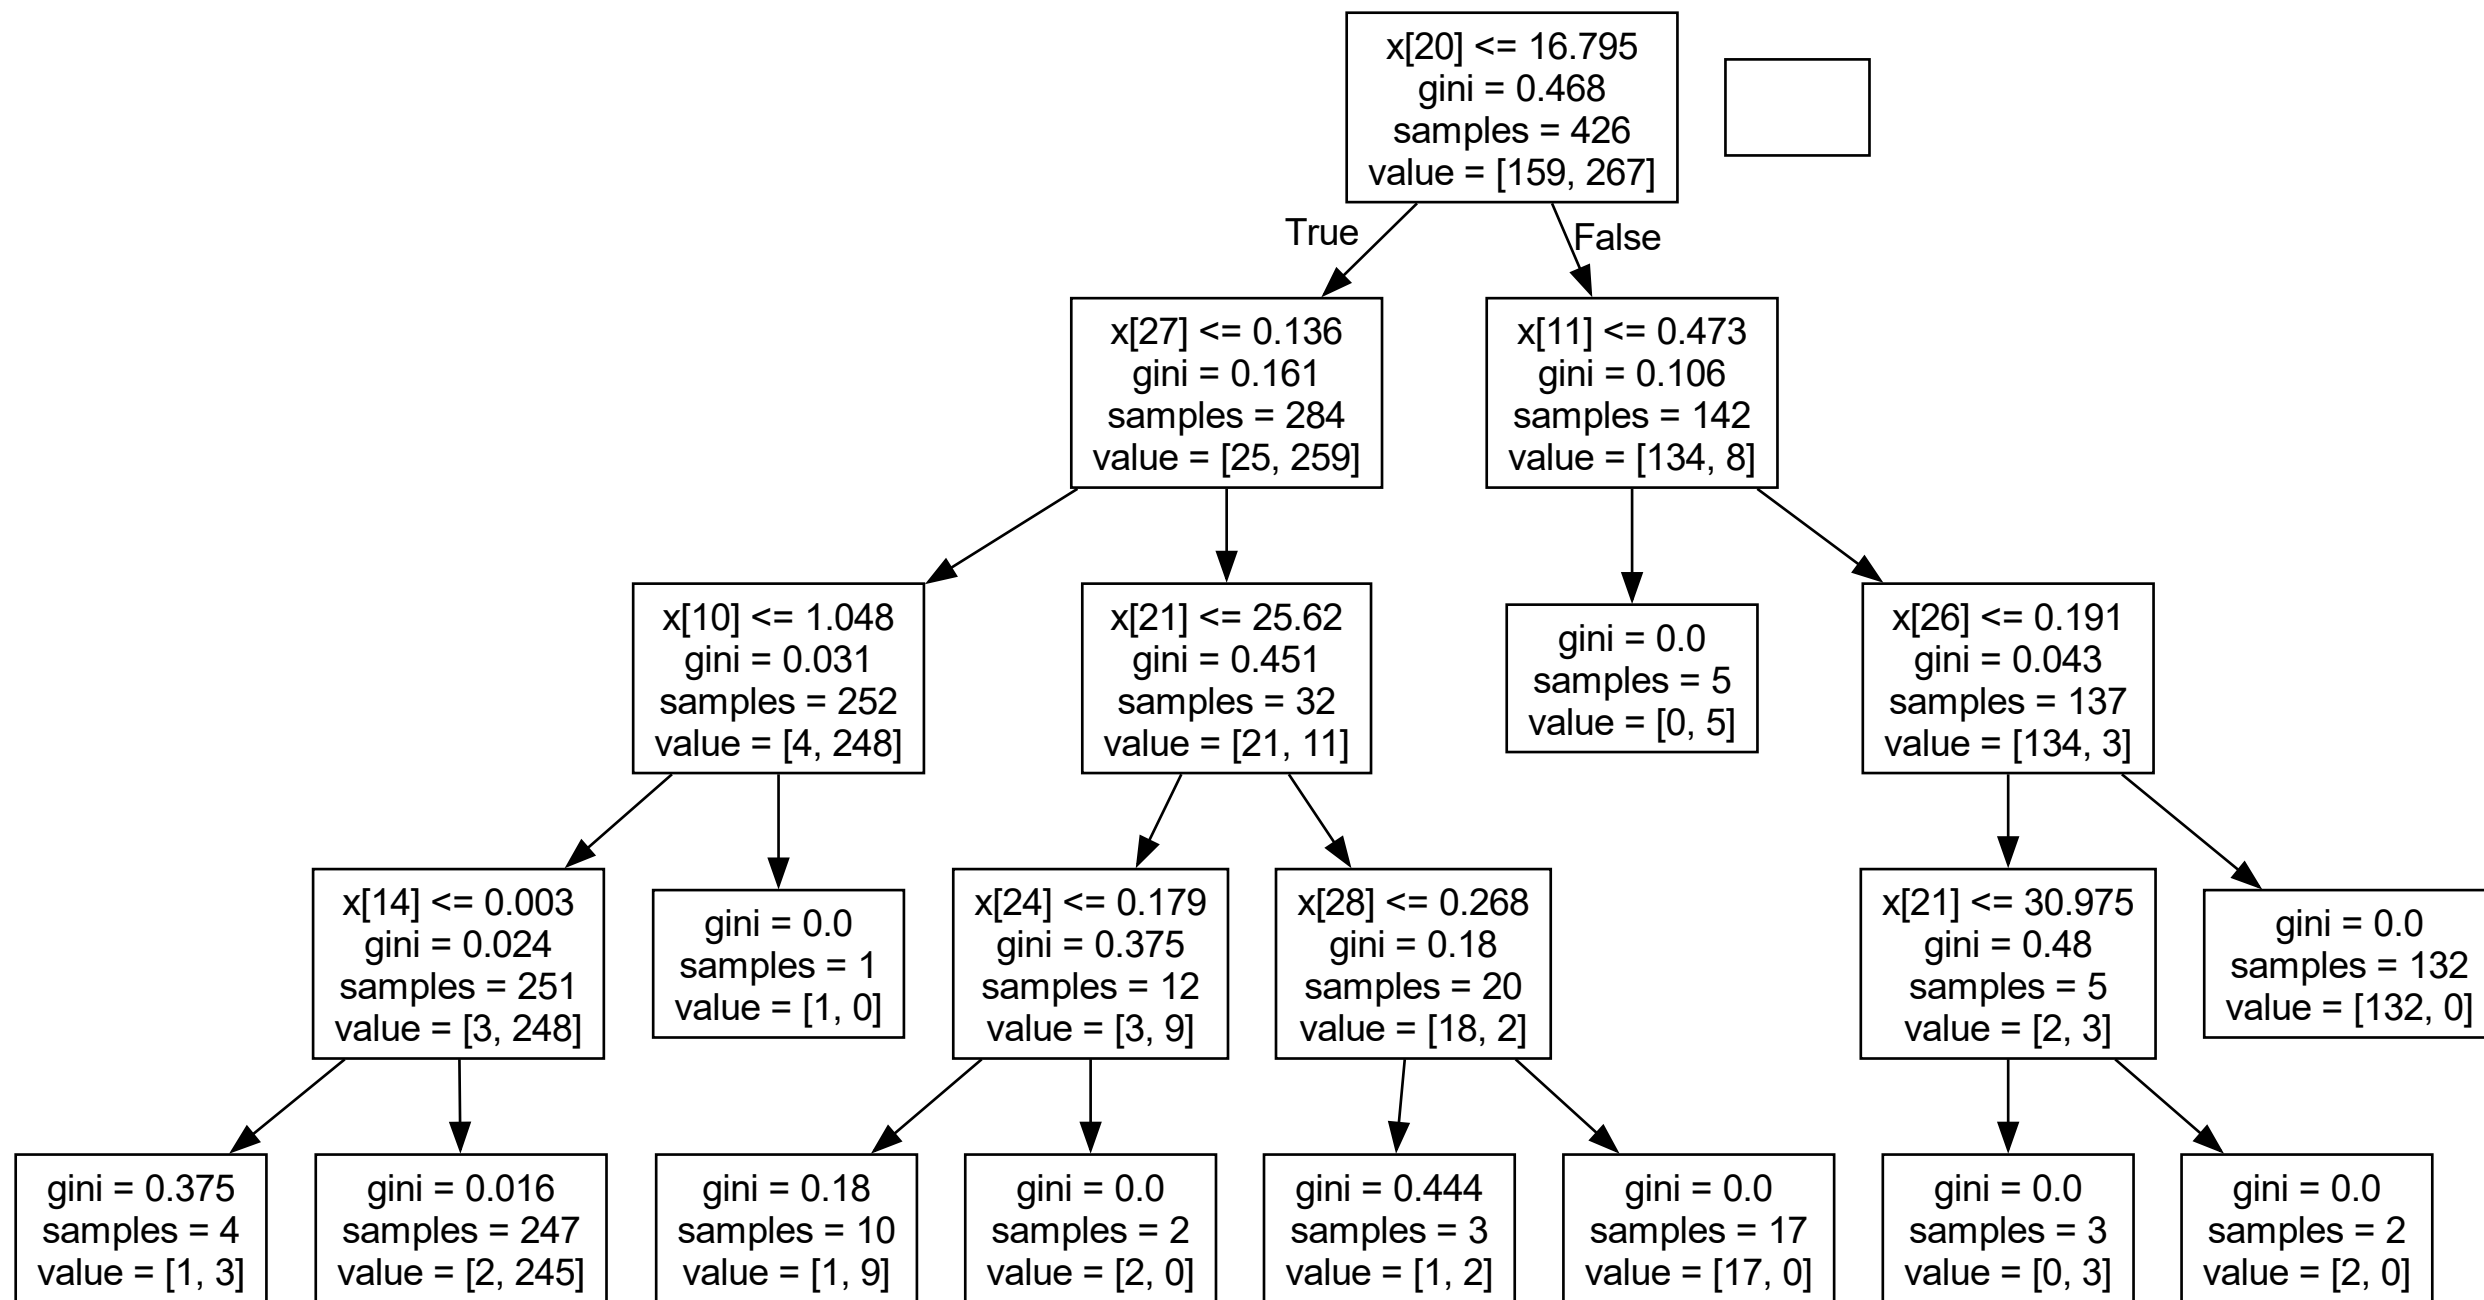 x[20] <= 16.795
gini = 0.468
samples = 426
value = [159, 267]
True
False
x[27] <= 0.136
gini = 0.161
samples = 284
value = [25, 259]
x[11] <= 0.473
gini = 0.106
samples = 142
value = [134, 8]
x[10] <= 1.048
gini = 0.031
samples = 252
value = [4, 248]
x[21] <= 25.62
gini = 0.451
samples = 32
value = [21, 11]
gini = 0.0
samples = 5
value = [0, 5]
x[26] <= 0.191
gini = 0.043
samples = 137
value = [134, 3]
x[14] <= 0.003
gini = 0.024
samples = 251
value = [3, 248]
gini = 0.0
samples = 1
value = [1, 0]
x[24] <= 0.179
gini = 0.375
samples = 12
value = [3, 9]
x[28] <= 0.268
gini = 0.18
samples = 20
value = [18, 2]
x[21] <= 30.975
gini = 0.48
samples = 5
value = [2, 3]
gini = 0.0
samples = 132
value = [132, 0]
gini = 0.375
samples = 4
value = [1, 3]
gini = 0.016
samples = 247
value = [2, 245]
gini = 0.18
samples = 10
value = [1, 9]
gini = 0.0
samples = 2
value = [2, 0]
gini = 0.444
samples = 3
value = [1, 2]
gini = 0.0
samples = 17
value = [17, 0]
gini = 0.0
samples = 3
value = [0, 3]
gini = 0.0
samples = 2
value = [2, 0]